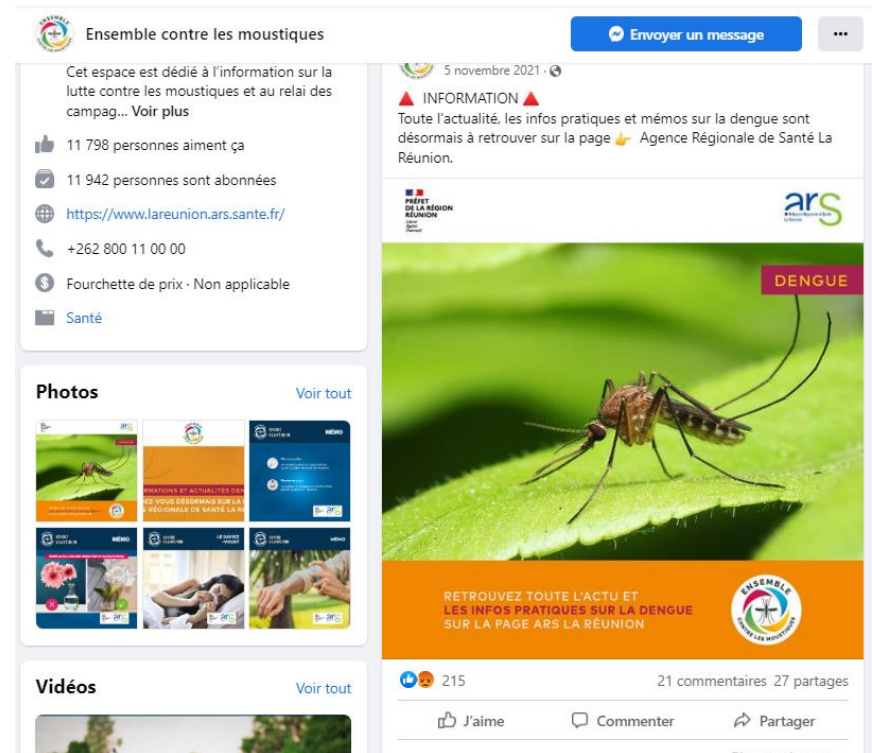 Ensemble contre les moustiques
Envoyer un message
Cet espace est dédié à l'information sur la
lutte contre les moustiques et au relai des
campag... Voir plus
11 798 personnes aiment ça
11 942 personnes sont abonnées
https://www.lareunion.ars.sante.fr/
+262 800 11 00 00
Fourchette de prix · Non applicable
Santé
Photos
Voir tout
MÉMO
MÉMO
MÉMO
Vidéos
Voir tout
5 novembre 2021 ·
INFORMATION
Toute l'actualité, les infos pratiques et mémos sur la dengue sont
désormais à retrouver sur la page 👉 Agence Régionale de Santé La
Réunion.
PRÉFET
DE LA RÉGION
RÉUNION
ars
DENGUE
RETROUVEZ TOUTE L'ACTU ET
LES INFOS PRATIQUES SUR LA DENGUE
SUR LA PAGE ARS LA RÉUNION
ENSEMBLE
CONTRE LES MOUSTIQUES
215
21 commentaires 27 partages
J'aime
Commenter
Partager